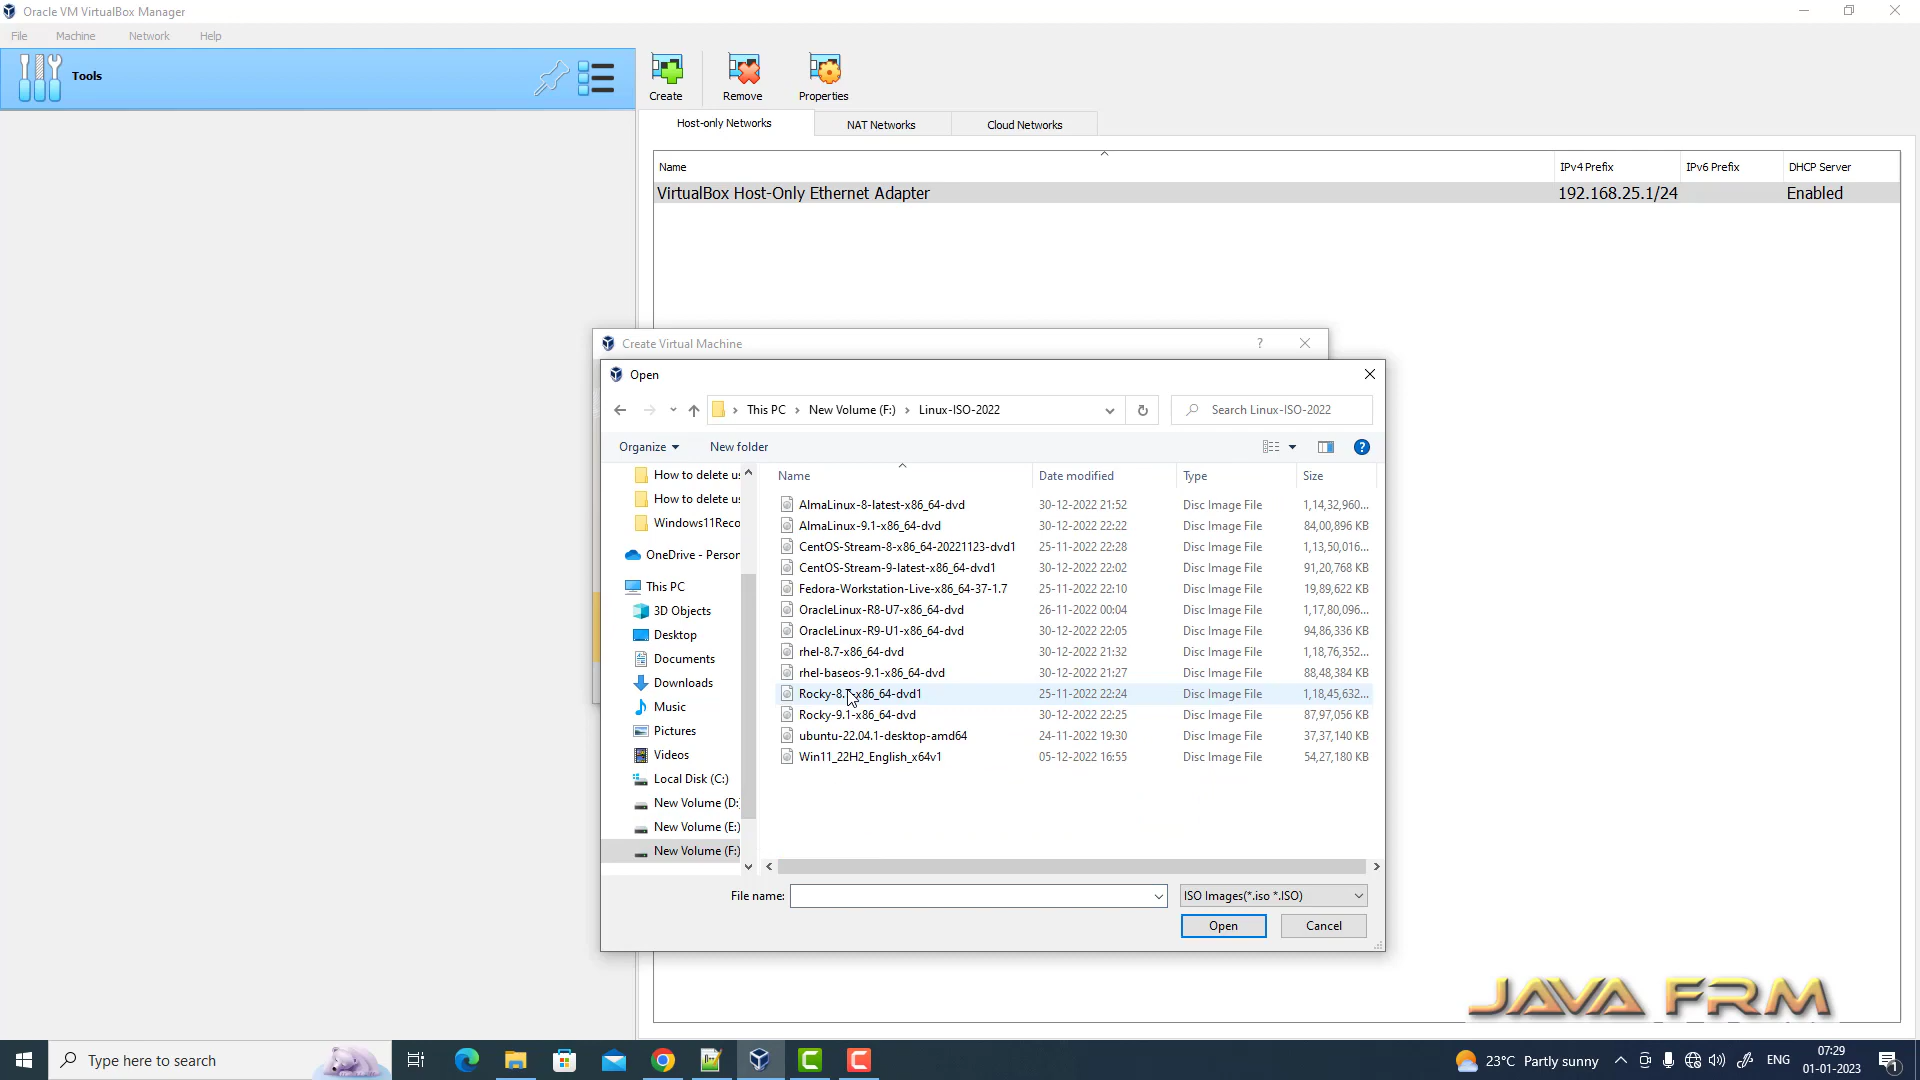 Oracle VM VirtualBox Manager
File Machine Network Help
Tools
Create Remove Properties
Host-only Networks NAT Networks Cloud Networks
Name IPv4 Prefix IPv6 Prefix DHCP Server
VirtualBox Host-Only Ethernet Adapter 192.168.25.1/24 Enabled
Create Virtual Machine ?
Open
This PC New Volume (F:) Linux-ISO-2022 Search Linux-ISO-2022
Organize New folder
Name Date modified Type Size
How to delete u
How to delete u
Windows11Reco
OneDrive - Person
This PC
3D Objects
Desktop
Documents
Downloads
Music
Pictures
Videos
Local Disk (C:)
New Volume (D:
New Volume (E:)
New Volume (F:)
AlmaLinux-8-latest-x86_64-dvd 30-12-2022 21:52 Disc Image File 1,14,32,960...
AlmaLinux-9.1-x86_64-dvd 30-12-2022 22:22 Disc Image File 84,00,896 KB
CentOS-Stream-8-x86_64-20221123-dvd1 25-11-2022 22:28 Disc Image File 1,13,50,016...
CentOS-Stream-9-latest-x86_64-dvd1 30-12-2022 22:02 Disc Image File 91,20,768 KB
Fedora-Workstation-Live-x86_64-37-1.7 25-11-2022 22:10 Disc Image File 19,89,622 KB
OracleLinux-R8-U7-x86_64-dvd 26-11-2022 00:04 Disc Image File 1,17,80,096...
OracleLinux-R9-U1-x86_64-dvd 30-12-2022 22:05 Disc Image File 94,86,336 KB
rhel-8.7-x86_64-dvd 30-12-2022 21:32 Disc Image File 1,18,76,352...
rhel-baseos-9.1-x86_64-dvd 30-12-2022 21:27 Disc Image File 88,48,384 KB
Rocky-8.7-x86_64-dvd1 25-11-2022 22:24 Disc Image File 1,18,45,632...
Rocky-9.1-x86_64-dvd 30-12-2022 22:25 Disc Image File 87,97,056 KB
ubuntu-22.04.1-desktop-amd64 24-11-2022 19:30 Disc Image File 37,37,140 KB
Win11_22H2_English_x64v1 05-12-2022 16:55 Disc Image File 54,27,180 KB
File name: ISO Images(*.iso *.ISO)
Open Cancel
JAVA FRM
Type here to search
23°C Partly sunny ENG 07:29
01-01-2023
1